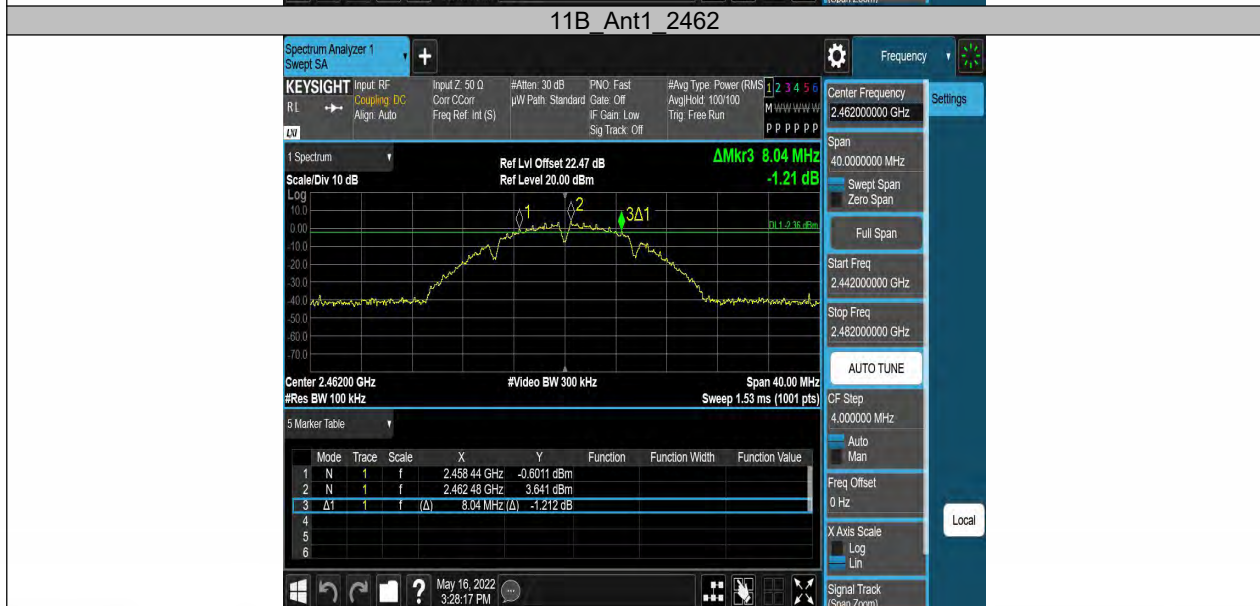 11B_Ant1_2462
Spectrum Analyzer 1
Swept SA
+
Frequency
KEYSIGHT
RL
LXI
Input: RF
Coupling: DC
Align: Auto
Input Z: 50 Ω
Corr CCorr
Freq Ref: Int (S)
#Atten: 30 dB
µW Path: Standard
PNO: Fast
Gate: Off
IF Gain: Low
Sig Track: Off
#Avg Type: Power (RMS
Avg|Hold: 100/100
Trig: Free Run
1 2 3 4 5 6
M W W W W W
P P P P P P
1 Spectrum
Scale/Div 10 dB
Log
Ref Lvl Offset 22.47 dB
Ref Level 20.00 dBm
ΔMkr3 8.04 MHz
-1.21 dB
10.0
0.00
-10.0
-20.0
-30.0
-40.0
-50.0
-60.0
-70.0
1
2
3Δ1
DL1 -2.36 dBm
Center 2.46200 GHz
#Res BW 100 kHz
#Video BW 300 kHz
Span 40.00 MHz
Sweep 1.53 ms (1001 pts)
5 Marker Table
Mode Trace Scale X Y Function Function Width Function Value
1 N 1 f 2.458 44 GHz -0.6011 dBm
2 N 1 f 2.462 48 GHz 3.641 dBm
3 Δ1 1 f (Δ) 8.04 MHz (Δ) -1.212 dB
4
5
6
?
May 16, 2022
3:28:17 PM
Center Frequency
2.462000000 GHz
Settings
Span
40.0000000 MHz
Swept Span
Zero Span
Full Span
Start Freq
2.442000000 GHz
Stop Freq
2.482000000 GHz
AUTO TUNE
CF Step
4.000000 MHz
Auto
Man
Freq Offset
0 Hz
X Axis Scale
Log
Lin
Local
Signal Track
(Span Zoom)